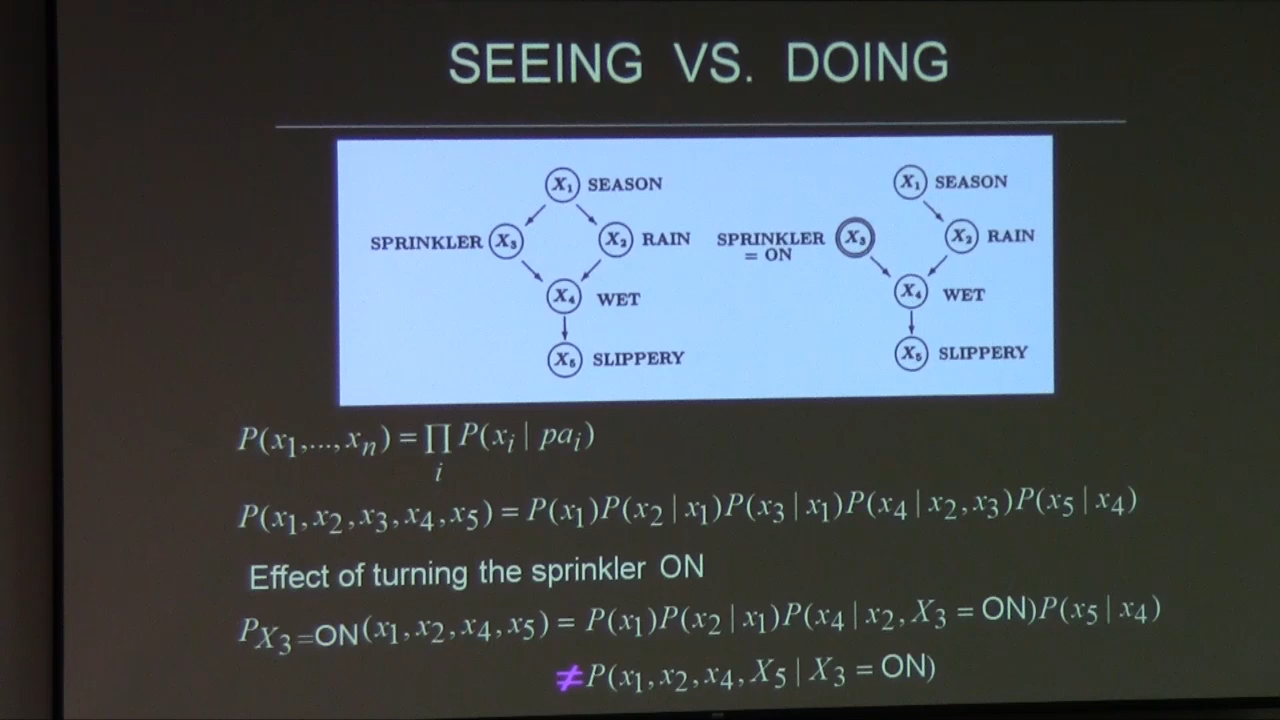 SEEING VS. DOING
X₁ SEASON
SPRINKLER X₃ X₂ RAIN
X₄ WET
X₅ SLIPPERY
X₁ SEASON
SPRINKLER = ON X₃ X₂ RAIN
X₄ WET
X₅ SLIPPERY
P(x₁,...,xₙ) = ∏ᵢ P(xᵢ | paᵢ)
P(x₁,x₂,x₃,x₄,x₅) = P(x₁)P(x₂|x₁)P(x₃|x₁)P(x₄|x₂,x₃)P(x₅|x₄)
Effect of turning the sprinkler ON
P_{X₃=ON}(x₁,x₂,x₄,x₅) = P(x₁)P(x₂|x₁)P(x₄|x₂,X₃ = ON)P(x₅|x₄)
≠P(x₁,x₂,x₄,X₅ | X₃ = ON)